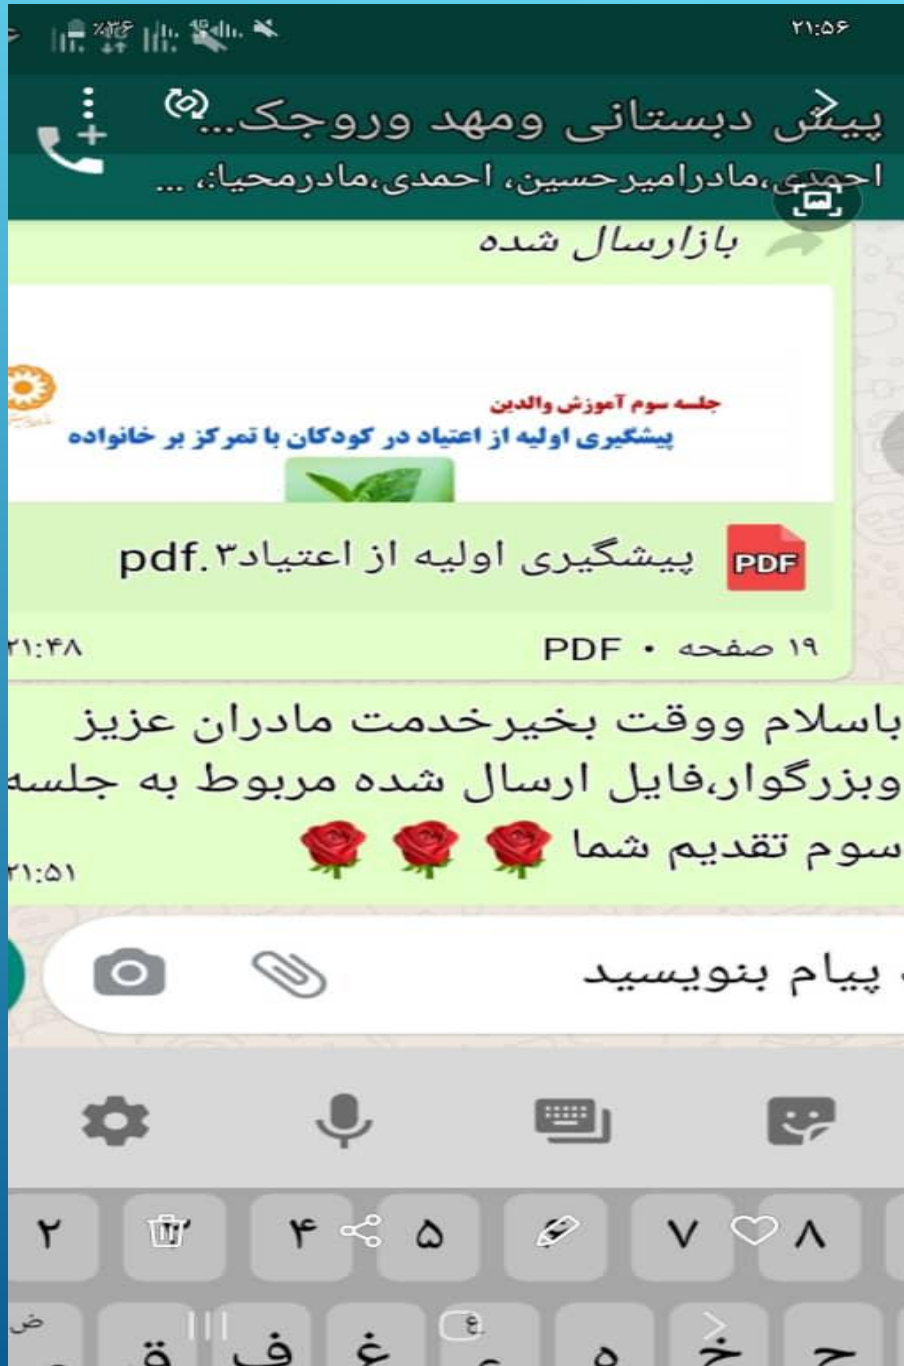 ۲۱:۵۶
٪۳۶
پیش دبستانی ومهد وروجک...
احمدی،مادرامیرحسین، احمدی،مادرمحیا:، ...
بازارسال شده
جلسه سوم آموزش والدین
پیشگیری اولیه از اعتیاد در کودکان با تمرکز بر خانواده
PDF
پیشگیری اولیه از اعتیاد۳.pdf
۱۹ صفحه • PDF
۲۱:۴۸
باسلام ووقت بخیرخدمت مادران عزیز
وبزرگوار،فایل ارسال شده مربوط به جلسه
سوم تقدیم شما 🌹 🌹 🌹
۲۱:۵۱
پیام بنویسید
۲ ۴ ۵ ۷ ۸
ض
ق ف غ ع ه خ ح